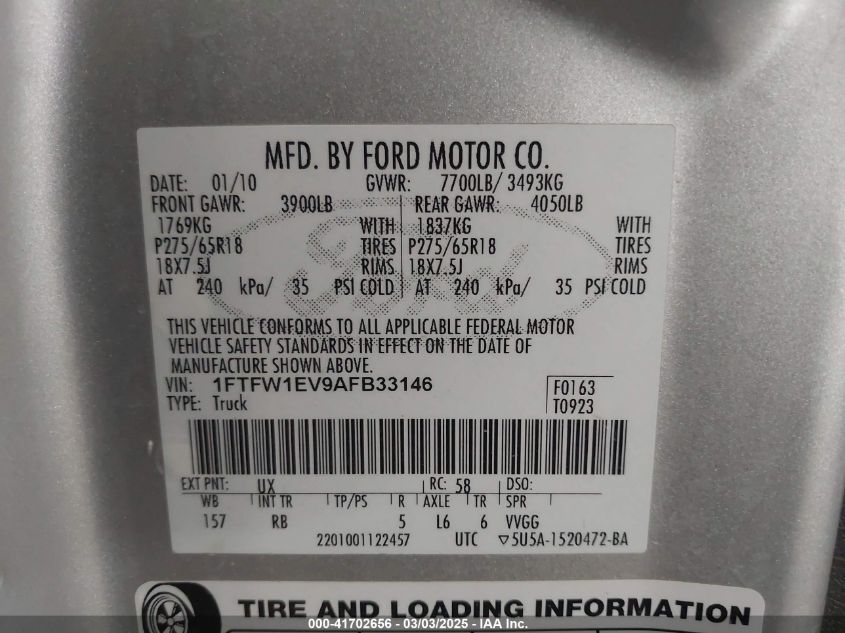 MFD. BY FORD MOTOR CO.
DATE: 01/10 GVWR: 7700LB/ 3493KG
FRONT GAWR: 3900LB REAR GAWR: 4050LB
1769KG WITH 1837KG WITH
P275/65R18 TIRES P275/65R18 TIRES
18X7.5J RIMS 18X7.5J RIMS
AT 240 kPa/ 35 PSI COLD AT 240 kPa/ 35 PSI COLD
THIS VEHICLE CONFORMS TO ALL APPLICABLE FEDERAL MOTOR
VEHICLE SAFETY STANDARDS IN EFFECT ON THE DATE OF
MANUFACTURE SHOWN ABOVE.
VIN: 1FTFW1EV9AFB33146 F0163
TYPE: Truck T0923
EXT PNT: UX RC: 58 DSO:
WB INT TR TP/PS R AXLE TR SPR
157 RB 5 L6 6 VVGG
2201001122457 UTC ▽5U5A-1520472-BA
TIRE AND LOADING INFORMATION
000-41702656 - 03/03/2025 - IAA Inc.